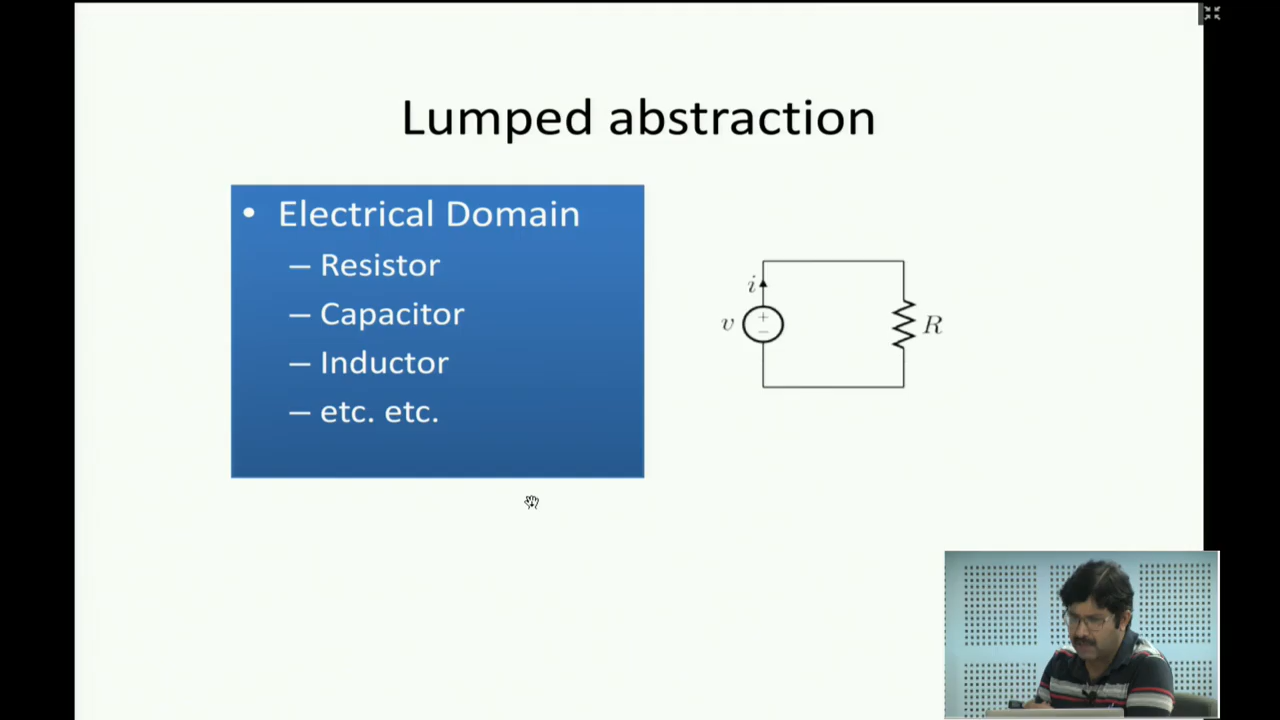 Lumped abstraction
• Electrical Domain
– Resistor
– Capacitor
– Inductor
– etc. etc.
i
v
+
−
R